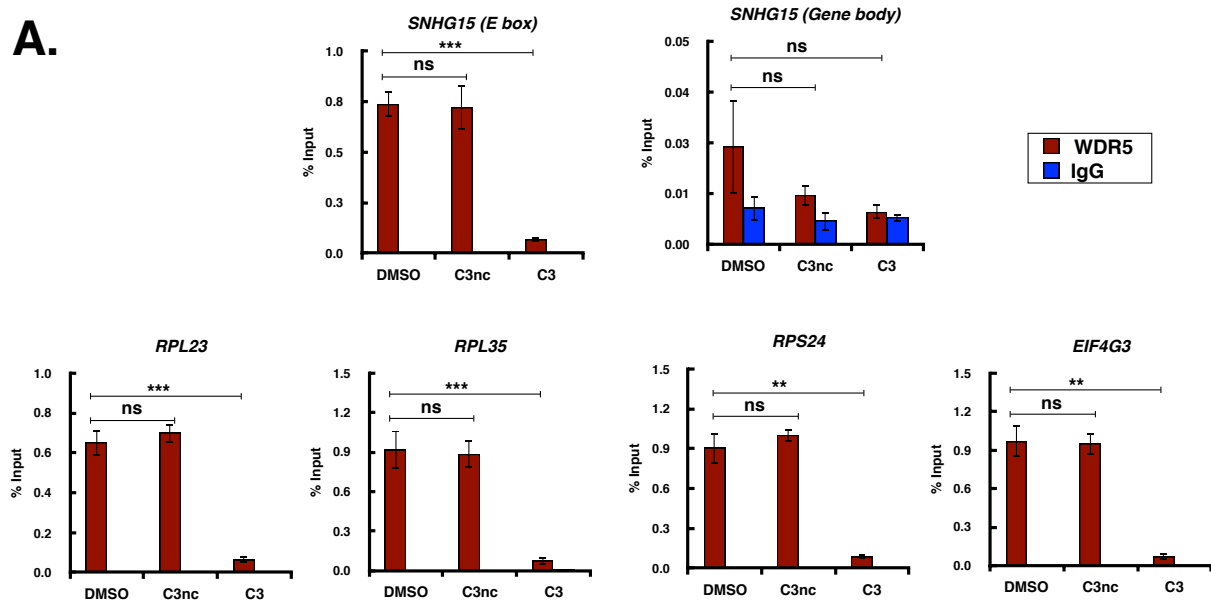 A.
SNHG15 (E box)
% Input
1.0
0.8
0.5
0.3
0.0
***
ns
DMSO C3nc C3
SNHG15 (Gene body)
% Input
0.05
0.04
0.03
0.01
0.00
ns
ns
DMSO C3nc C3
WDR5
IgG
RPL23
% Input
1.0
0.8
0.6
0.4
0.2
0.0
***
ns
DMSO C3nc C3
RPL35
% Input
1.5
1.2
0.9
0.6
0.3
0.0
***
ns
DMSO C3nc C3
RPS24
% Input
1.5
1.2
0.9
0.6
0.3
0.0
**
ns
DMSO C3nc C3
EIF4G3
% Input
1.5
1.2
0.9
0.6
0.3
0.0
**
ns
DMSO C3nc C3